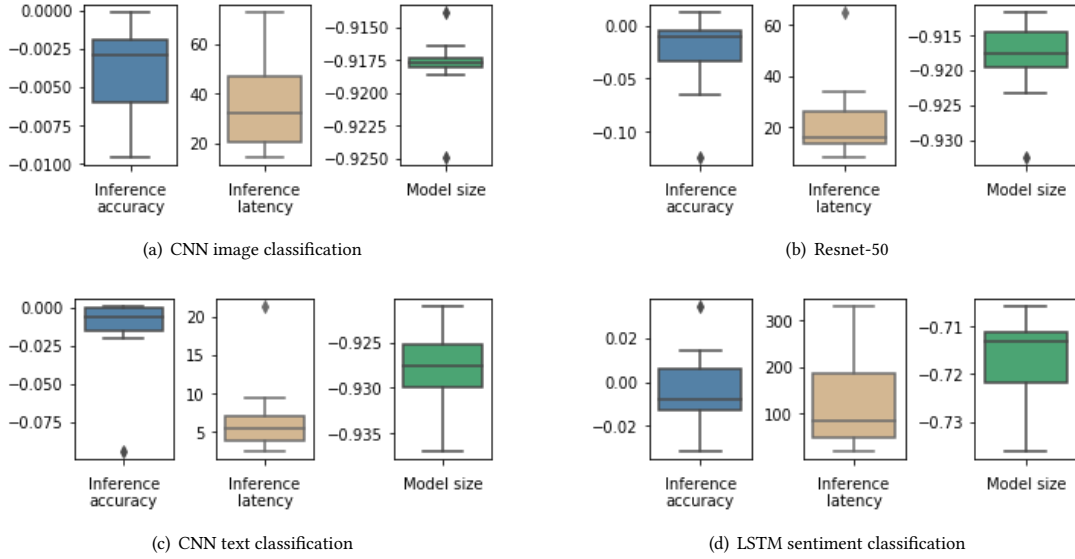 0.0000
−0.0025
−0.0050
−0.0075
−0.0100
Inference
accuracy
60
40
20
Inference
latency
−0.9150
−0.9175
−0.9200
−0.9225
−0.9250
Model size
(a) CNN image classification
0.00
−0.05
−0.10
Inference
accuracy
60
40
20
Inference
latency
−0.915
−0.920
−0.925
−0.930
Model size
(b) Resnet-50
0.000
−0.025
−0.050
−0.075
Inference
accuracy
20
15
10
5
Inference
latency
−0.925
−0.930
−0.935
Model size
(c) CNN text classification
0.02
0.00
−0.02
Inference
accuracy
300
200
100
Inference
latency
−0.71
−0.72
−0.73
Model size
(d) LSTM sentiment classification